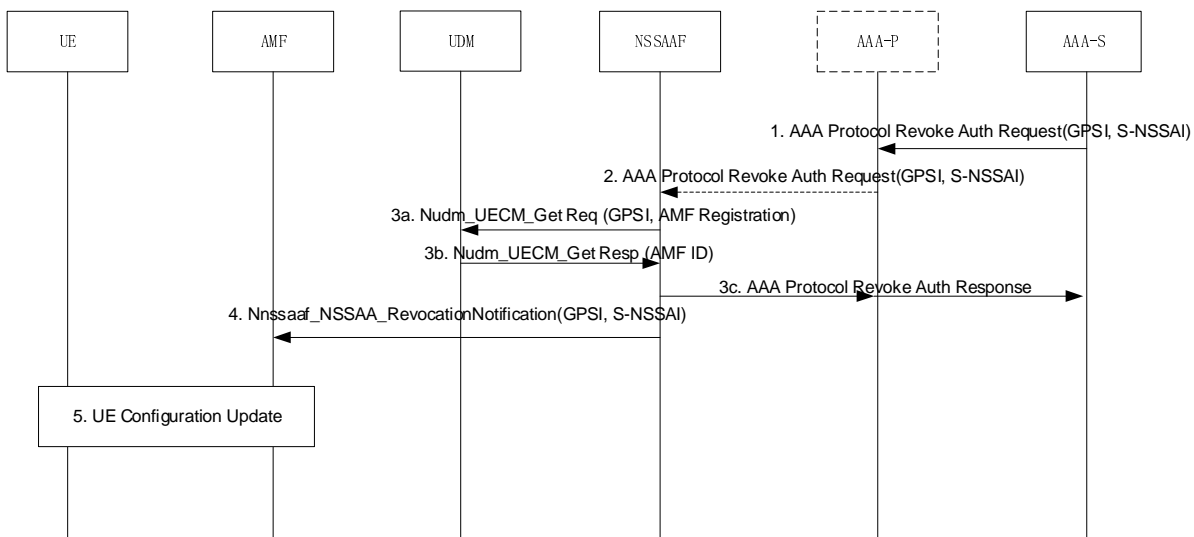 UE
AMF
UDM
NSSAAF
AAA-P
AAA-S
1. AAA Protocol Revoke Auth Request(GPSI, S-NSSAI)
2. AAA Protocol Revoke Auth Request(GPSI, S-NSSAI)
3a. Nudm_UECM_Get Req (GPSI, AMF Registration)
3b. Nudm_UECM_Get Resp (AMF ID)
3c. AAA Protocol Revoke Auth Response
4. Nnssaaf_NSSAA_RevocationNotification(GPSI, S-NSSAI)
5. UE Configuration Update